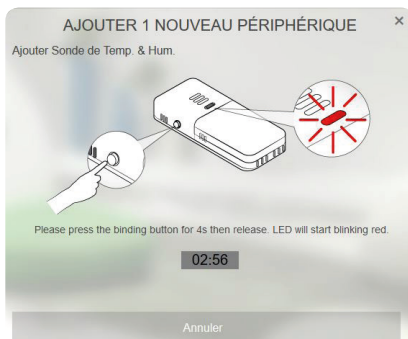 AJOUTER 1 NOUVEAU PÉRIPHÉRIQUE ×
Ajouter Sonde de Temp. & Hum.
Please press the binding button for 4s then release. LED will start blinking red.
02:56
Annuler